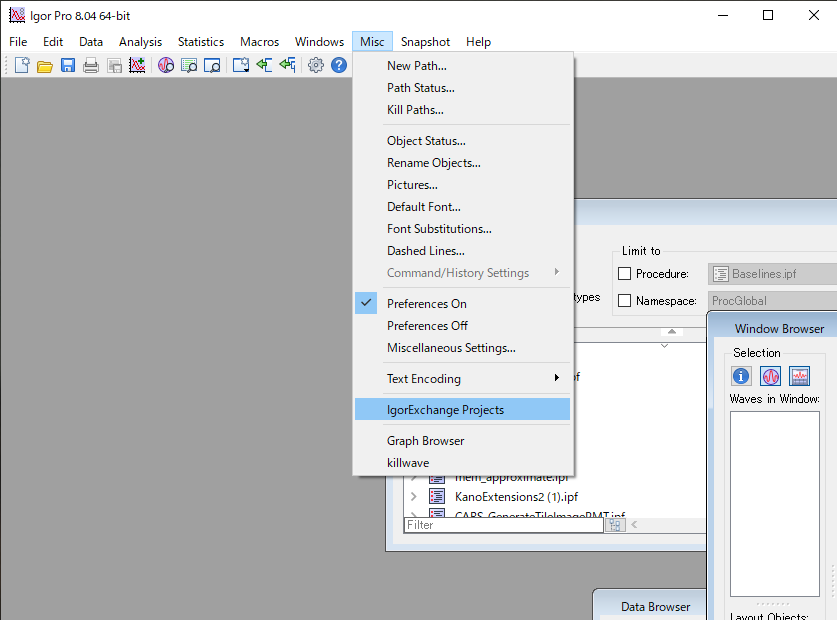 Igor Pro 8.04 64-bit
File Edit Data Analysis Statistics Macros Windows Misc Snapshot Help
New Path...
Path Status...
Kill Paths...
Object Status...
Rename Objects...
Pictures...
Default Font...
Font Substitutions...
Dashed Lines...
Command/History Settings
Preferences On
Preferences Off
Miscellaneous Settings...
Text Encoding
IgorExchange Projects
Graph Browser
killwave
Limit to
Procedure: Baselines.ipf
types
Namespace: ProcGlobal
Window Browser
Selection
Waves in Window:
mem_approximate.ipf
KanoExtensions2 (1).ipf
CARS_GenerateTileImagePMT.ipf
Filter
Data Browser
Layout Objects: